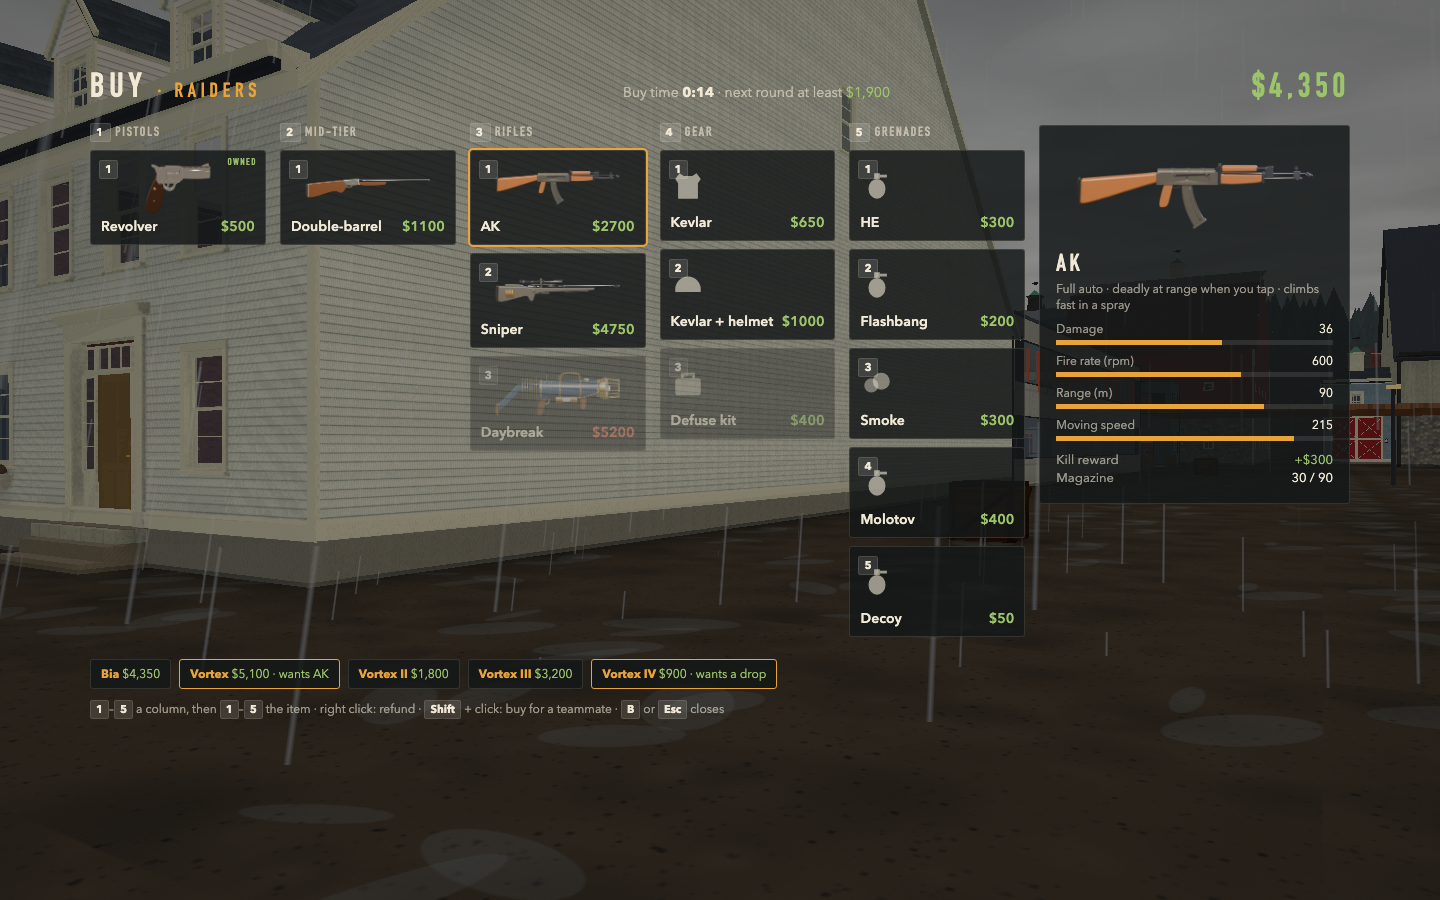 BUY · RAIDERS
Buy time 0:14 · next round at least $1,900
$4,350
1 PISTOLS
1
OWNED
Revolver $500
2 MID-TIER
1
Double-barrel $1100
3 RIFLES
1
AK $2700
2
Sniper $4750
3
Daybreak $5200
4 GEAR
1
Kevlar $650
2
Kevlar + helmet $1000
3
Defuse kit $400
5 GRENADES
1
HE $300
2
Flashbang $200
3
Smoke $300
4
Molotov $400
5
Decoy $50
AK
Full auto · deadly at range when you tap · climbs
fast in a spray
Damage 36
Fire rate (rpm) 600
Range (m) 90
Moving speed 215
Kill reward +$300
Magazine 30 / 90
Bia $4,350
Vortex $5,100 · wants AK
Vortex II $1,800
Vortex III $3,200
Vortex IV $900 · wants a drop
1-5 a column, then 1-5 the item · right click: refund · Shift + click: buy for a teammate · B or Esc closes